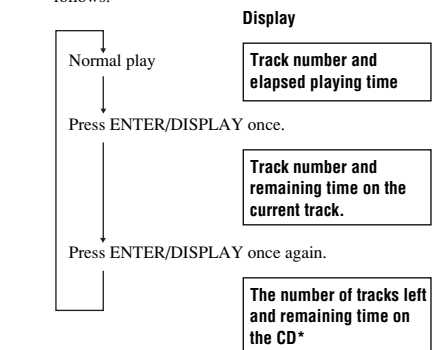 follows:
Display
Normal play
Track number and
elapsed playing time
Press ENTER/DISPLAY once.
Track number and
remaining time on the
current track.
Press ENTER/DISPLAY once again.
The number of tracks left
and remaining time on
the CD*